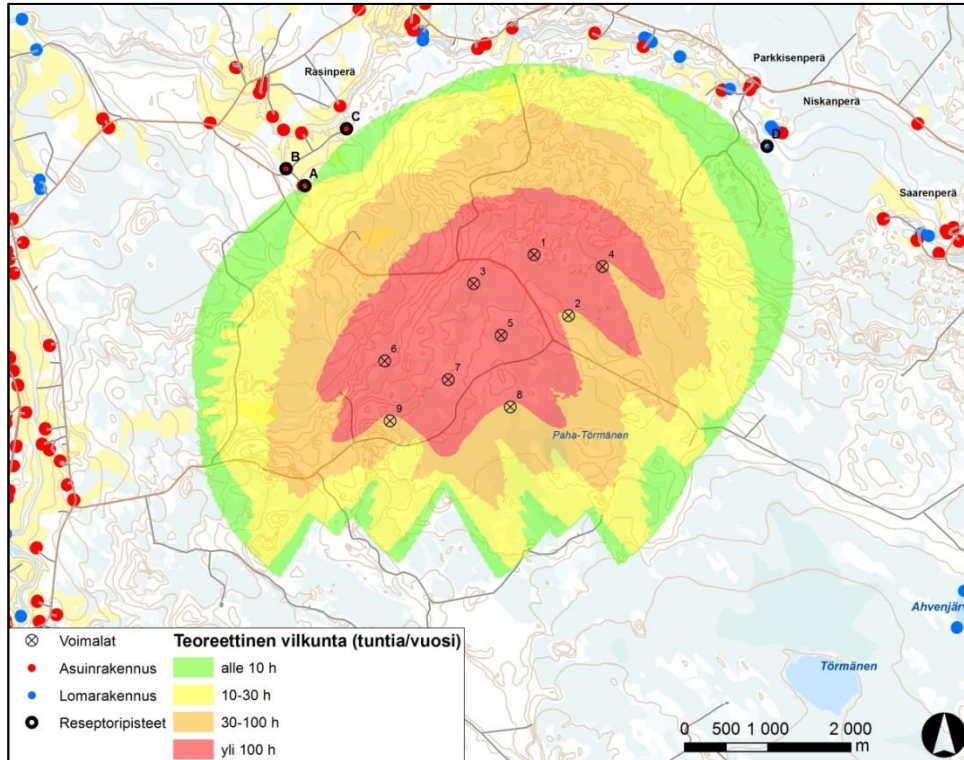 Rasinperä
Parkkisenperä
Niskanperä
C
D
B
A
Saarenperä
1
4
3
2
5
6
7
8
9
Paha-Törmänen
Ahvenjärv
Törmänen
Voimalat
Asuinrakennus
Lomarakennus
Reseptoripisteet
Teoreettinen vilkunta (tuntia/vuosi)
alle 10 h
10-30 h
30-100 h
yli 100 h
0 500 1 000 2 000
m